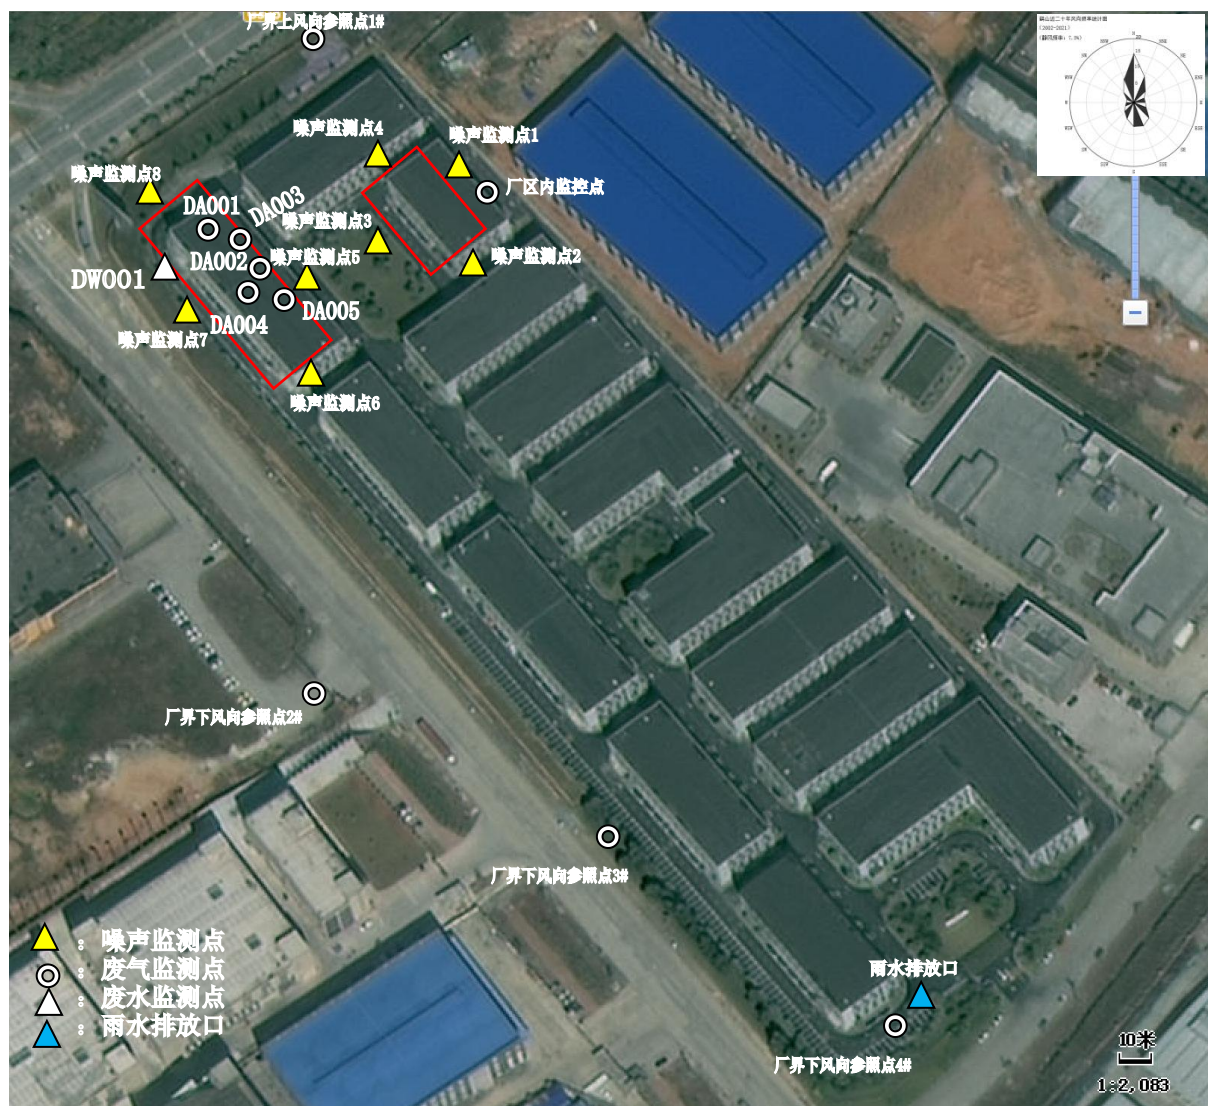 厂界上风向参照点1#
噪声监测点4
噪声监测点1
噪声监测点8
厂区内监控点
DA001
DA003
噪声监测点3
DA002
噪声监测点5
噪声监测点2
DW001
DA004
DA005
噪声监测点7
噪声监测点6
厂界下风向参照点2#
厂界下风向参照点3#
雨水排放口
厂界下风向参照点4#
：噪声监测点
：废气监测点
：废水监测点
：雨水排放口
10米
1:2,083
(2002-2021)